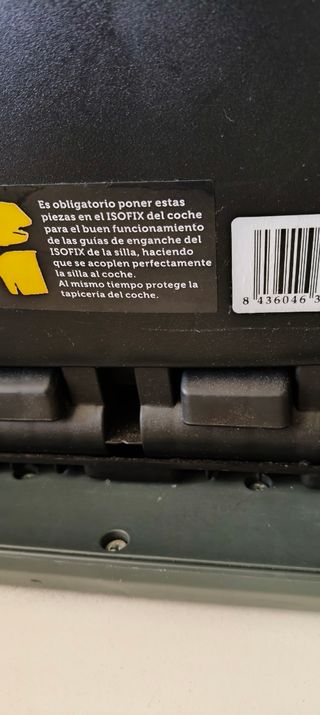 Es obligatorio poner estas
piezas en el ISOFIX del coche
para el buen funcionamiento
de las guías de enganche del
ISOFIX de la silla, haciendo
que se acoplen perfectamente
la silla al coche.
Al mismo tiempo protege la
tapicería del coche.
8 436046 3